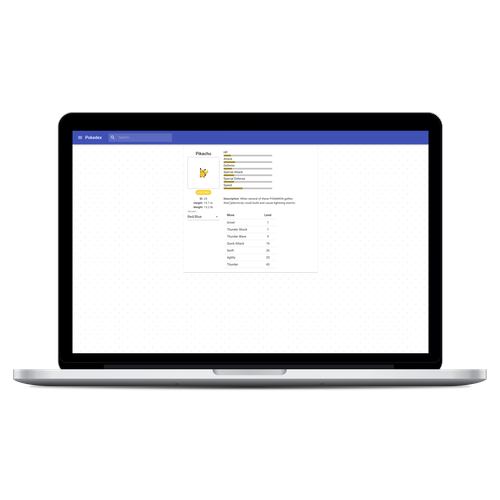 Pokedex
Search...
Pikachu
HP
Attack
Defense
Special Attack
Special Defense
Speed
ID: 25
Height:
Weight:
Red/Blue
Description: When several of these POKéMON gather,
their electricity could build and cause lightning storms.
Move Level
Growl 1
Thunder Shock 1
Thunder Wave 9
Quick Attack 16
Swift 26
Agility 33
Thunder 43